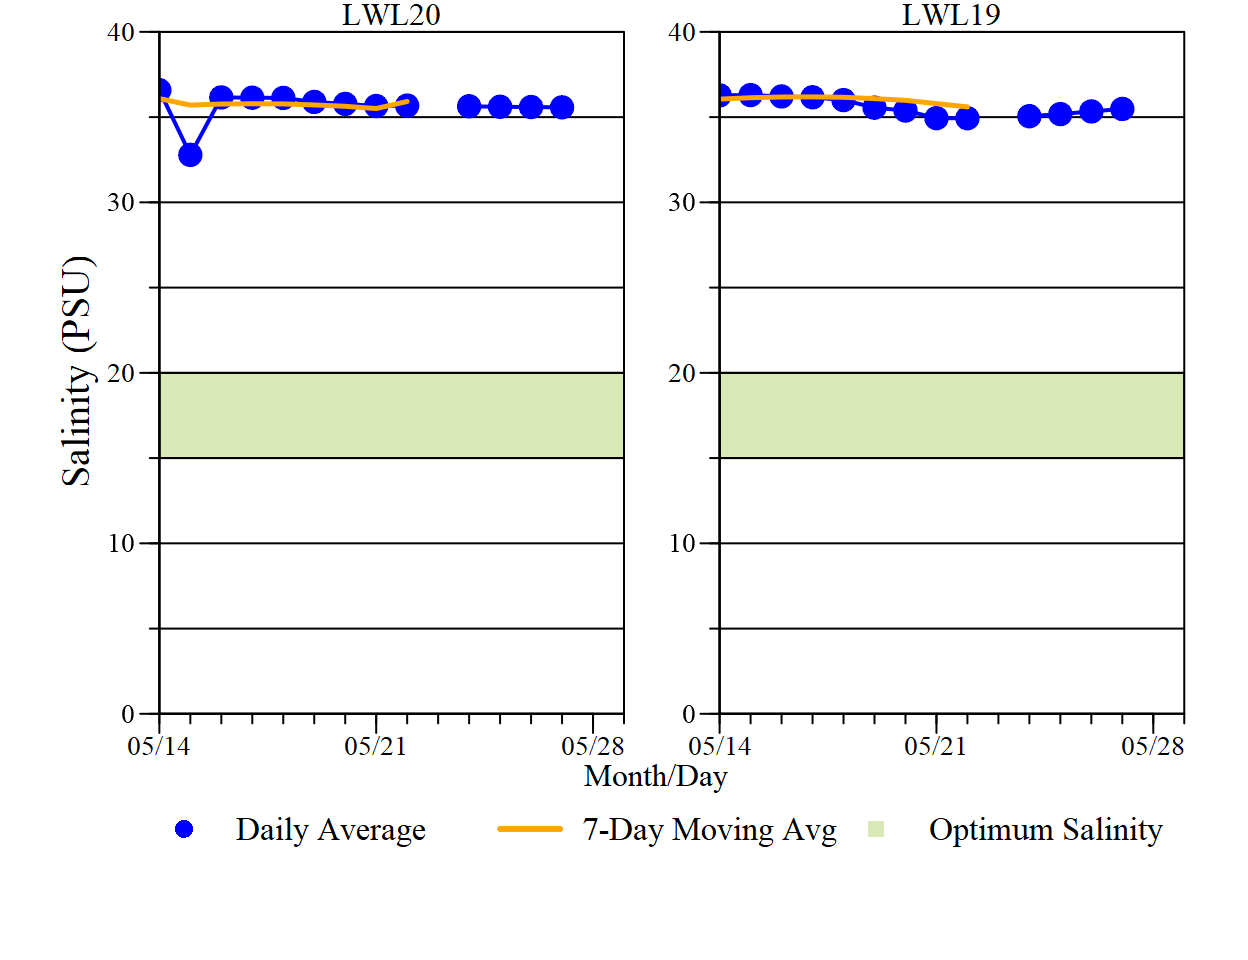 LWL20
LWL19
40
30
20
10
0
40
30
20
10
0
Salinity (PSU)
05/14
05/21
05/28
05/14
05/21
05/28
Month/Day
Daily Average
7-Day Moving Avg
Optimum Salinity